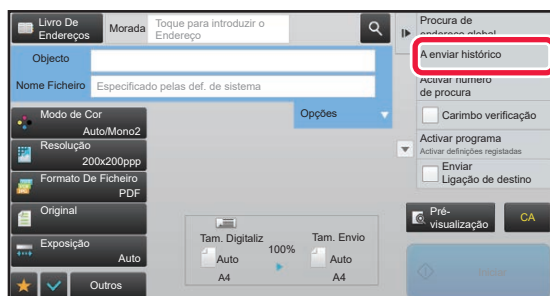 Livro De
Endereços
Morada
Toque para introduzir o
Endereço
Objecto
Nome Ficheiro
Especificado pelas def. de sistema
Modo de Cor
Auto/Mono2
Opções
Resolução
200x200ppp
Formato De Ficheiro
PDF
Original
Exposição
Auto
Outros
Tam. Digitaliz
100%
Tam. Envio
Auto
A4
Auto
A4
Procura de
endereço global
A enviar histórico
Activar número
de procura
Carimbo verificação
Activar programa
Activar definições registadas
Enviar
Ligação de destino
Pré-
visualização
CA